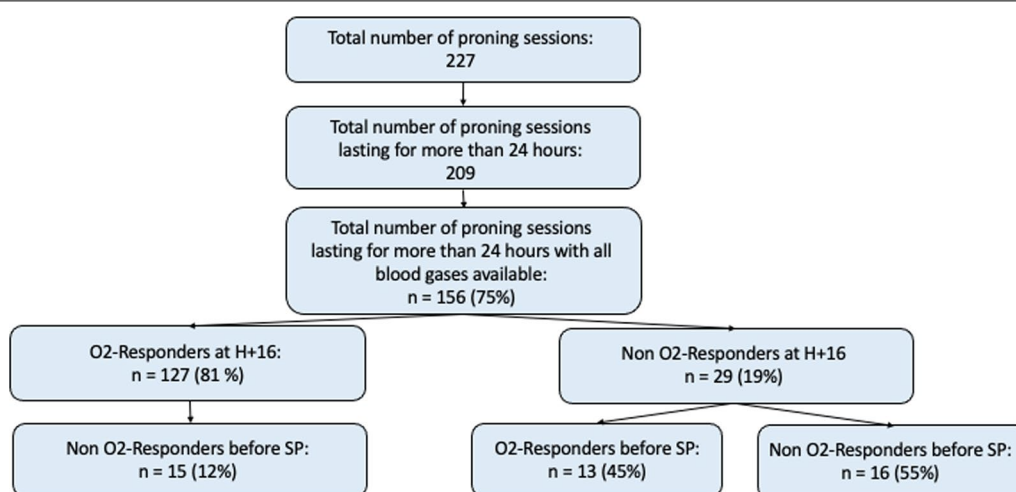 Total number of proning sessions:
227
Total number of proning sessions
lasting for more than 24 hours:
209
Total number of proning sessions
lasting for more than 24 hours with all
blood gases available:
n = 156 (75%)
O2-Responders at H+16:
n = 127 (81 %)
Non O2-Responders at H+16
n = 29 (19%)
Non O2-Responders before SP:
n = 15 (12%)
O2-Responders before SP:
n = 13 (45%)
Non O2-Responders before SP:
n = 16 (55%)